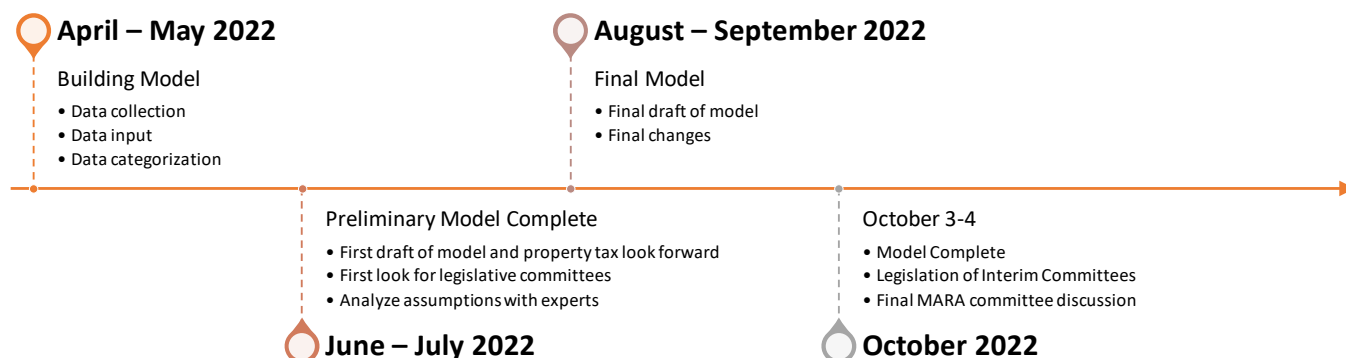 April – May 2022
Building Model
• Data collection
• Data input
• Data categorization
August – September 2022
Final Model
• Final draft of model
• Final changes
Preliminary Model Complete
• First draft of model and property tax look forward
• First look for legislative committees
• Analyze assumptions with experts
June – July 2022
October 3-4
• Model Complete
• Legislation of Interim Committees
• Final MARA committee discussion
October 2022